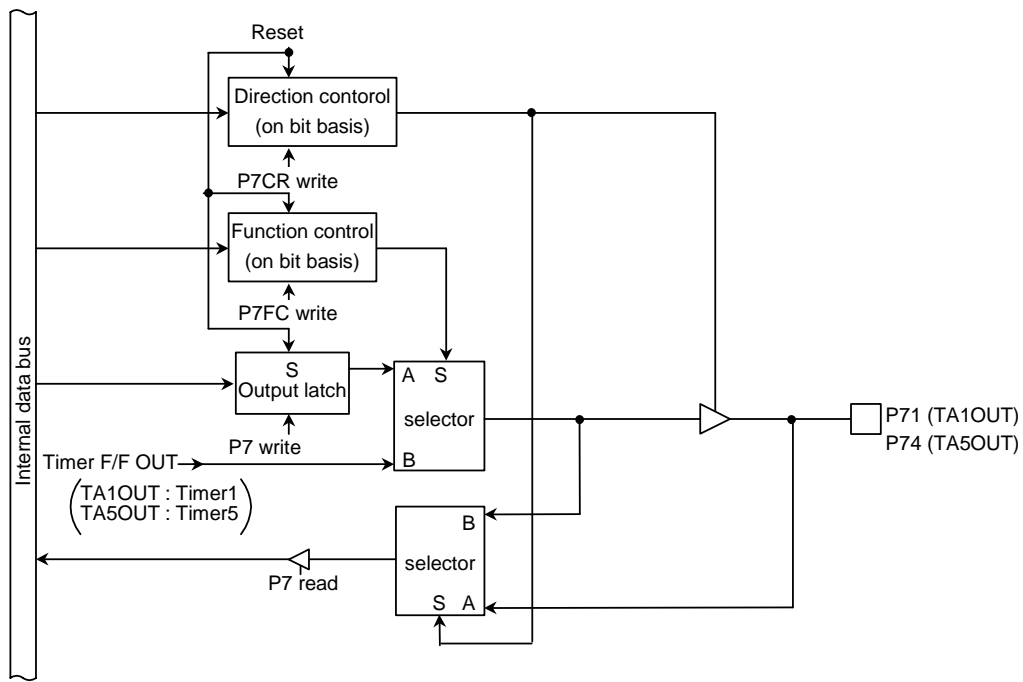 Reset
Direction contorol
(on bit basis)
P7CR write
Function control
(on bit basis)
P7FC write
S
Output latch
P7 write
A S
selector
B
Timer F/F OUT
TA1OUT : Timer1
TA5OUT : Timer5
P71 (TA1OUT)
P74 (TA5OUT)
B
selector
S A
P7 read
Internal data bus